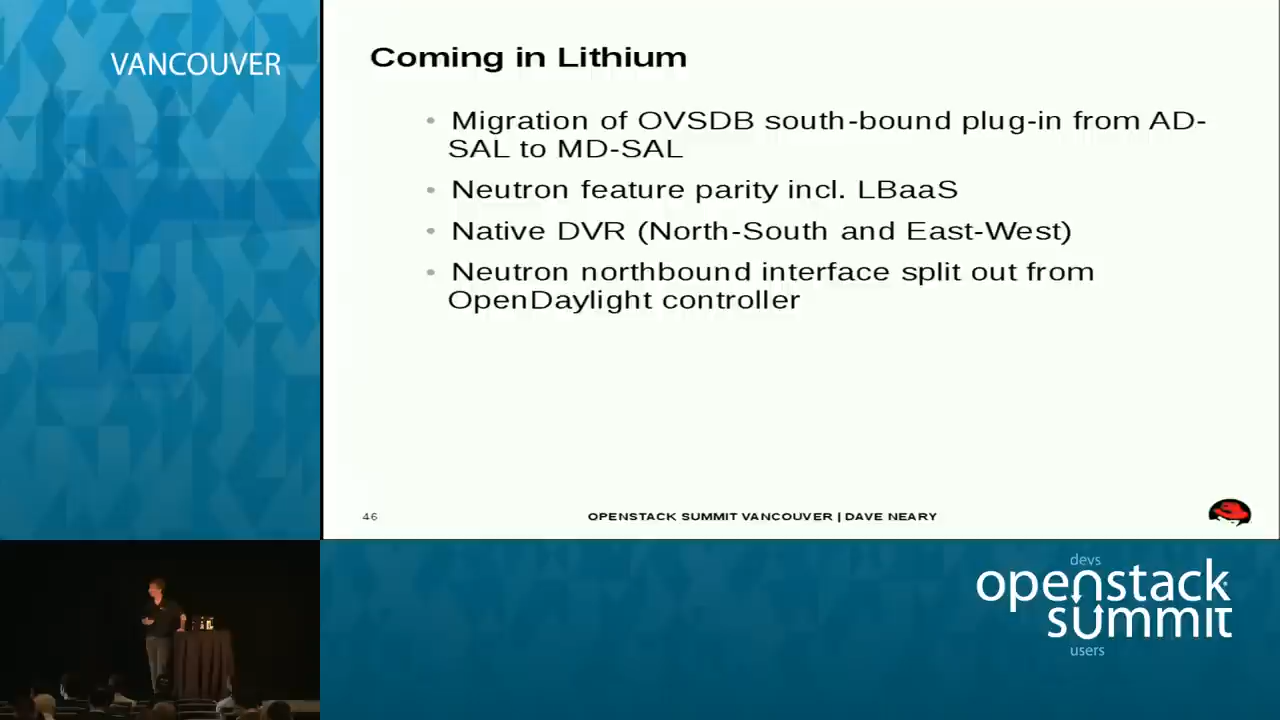 VANCOUVER
Coming in Lithium
• Migration of OVSDB south-bound plug-in from AD-
SAL to MD-SAL
• Neutron feature parity incl. LBaaS
• Native DVR (North-South and East-West)
• Neutron northbound interface split out from
OpenDaylight controller
46
OPENSTACK SUMMIT VANCOUVER | DAVE NEARY
devs
openstack
summit
users